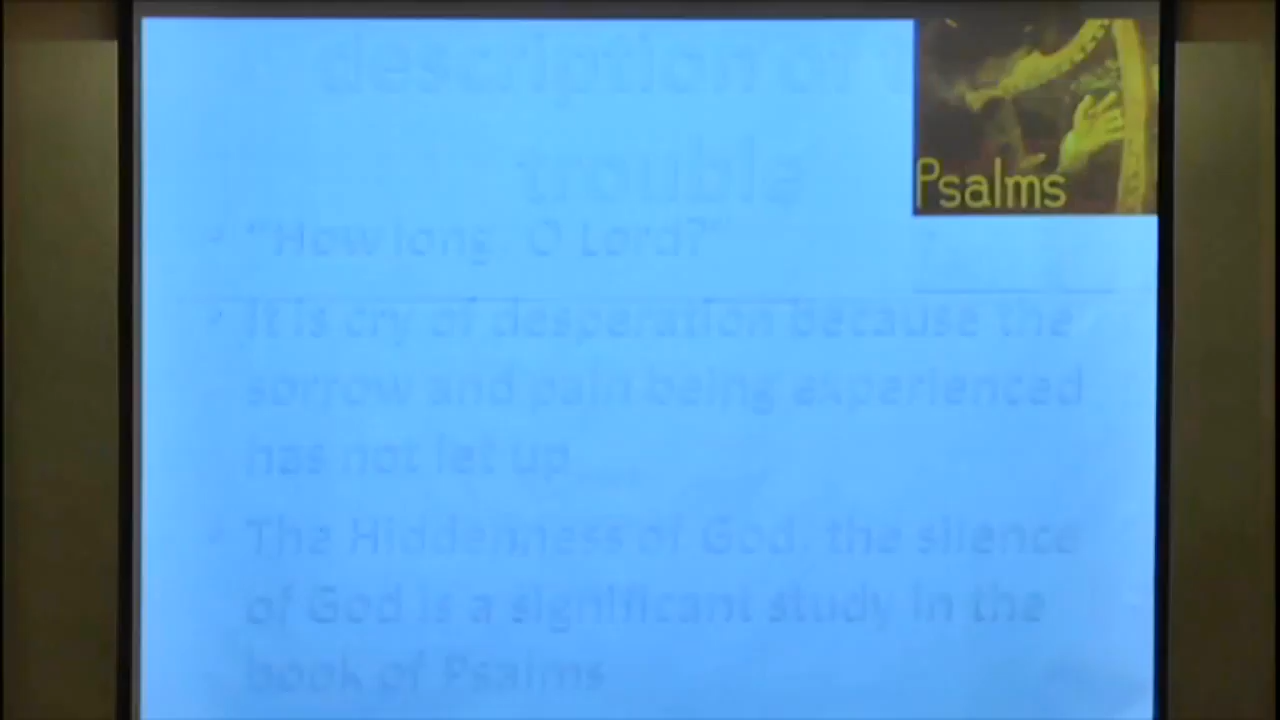 description of
trouble
Psalms
"How long, O Lord?"
It is cry of desperation because the
sorrow and pain being experienced
has not let up
The Hiddenness of God, the silence
of God is a significant study in the
book of Psalms